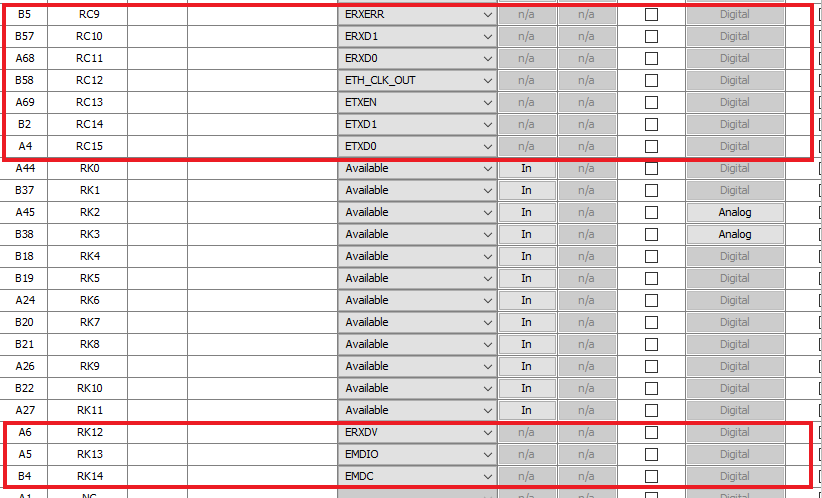 B5 RC9 ERXERR n/a n/a Digital
B57 RC10 ERXD1 n/a n/a Digital
A68 RC11 ERXD0 n/a n/a Digital
B58 RC12 ETH_CLK_OUT n/a n/a Digital
A69 RC13 ETXEN n/a n/a Digital
B2 RC14 ETXD1 n/a n/a Digital
A4 RC15 ETXD0 n/a n/a Digital
A44 RK0 Available In n/a Digital
B37 RK1 Available In n/a Digital
A45 RK2 Available In n/a Analog
B38 RK3 Available In n/a Analog
B18 RK4 Available In n/a Digital
B19 RK5 Available In n/a Digital
A24 RK6 Available In n/a Digital
B20 RK7 Available In n/a Digital
B21 RK8 Available In n/a Digital
A26 RK9 Available In n/a Digital
B22 RK10 Available In n/a Digital
A27 RK11 Available In n/a Digital
A6 RK12 ERXDV n/a n/a Digital
A5 RK13 EMDIO n/a n/a Digital
B4 RK14 EMDC n/a n/a Digital